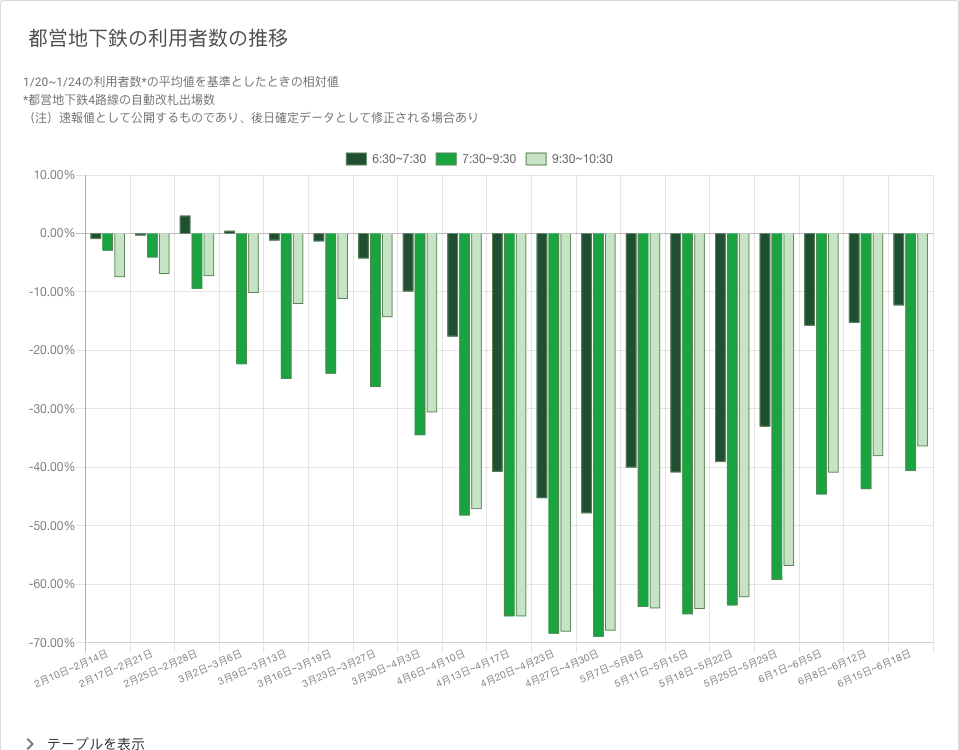 都営地下鉄の利用者数の推移
1/20~1/24の利用者数*の平均値を基準としたときの相対値
*都営地下鉄4路線の自動改札出場数
（注）速報値として公開するものであり、後日確定データとして修正される場合あり
6:30~7:30 7:30~9:30 9:30~10:30
10.00%
0.00%
-10.00%
-20.00%
-30.00%
-40.00%
-50.00%
-60.00%
-70.00%
2月10日~2月14日
2月17日~2月21日
2月25日~2月28日
3月2日~3月6日
3月9日~3月13日
3月16日~3月19日
3月23日~3月27日
3月30日~4月3日
4月6日~4月10日
4月13日~4月17日
4月20日~4月23日
4月27日~4月30日
5月7日~5月8日
5月11日~5月15日
5月18日~5月22日
5月25日~5月29日
6月1日~6月5日
6月8日~6月12日
6月15日~6月18日
テーブルを表示